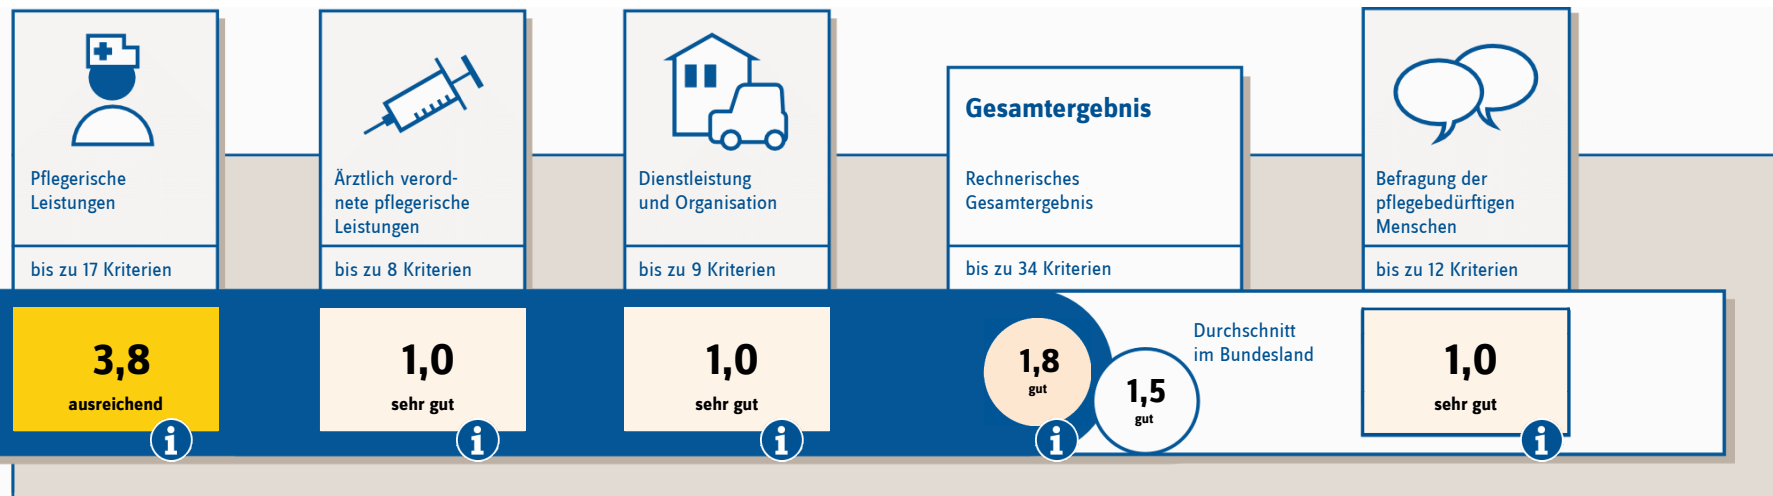 Pflegerische
Leistungen
bis zu 17 Kriterien
3,8
ausreichend
i
Ärztlich verord-
nete pflegerische
Leistungen
bis zu 8 Kriterien
1,0
sehr gut
i
Dienstleistung
und Organisation
bis zu 9 Kriterien
1,0
sehr gut
i
Gesamtergebnis
Rechnerisches
Gesamtergebnis
bis zu 34 Kriterien
1,8
gut
i
1,5
gut
Durchschnitt
im Bundesland
Befragung der
pflegebedürftigen
Menschen
bis zu 12 Kriterien
1,0
sehr gut
i